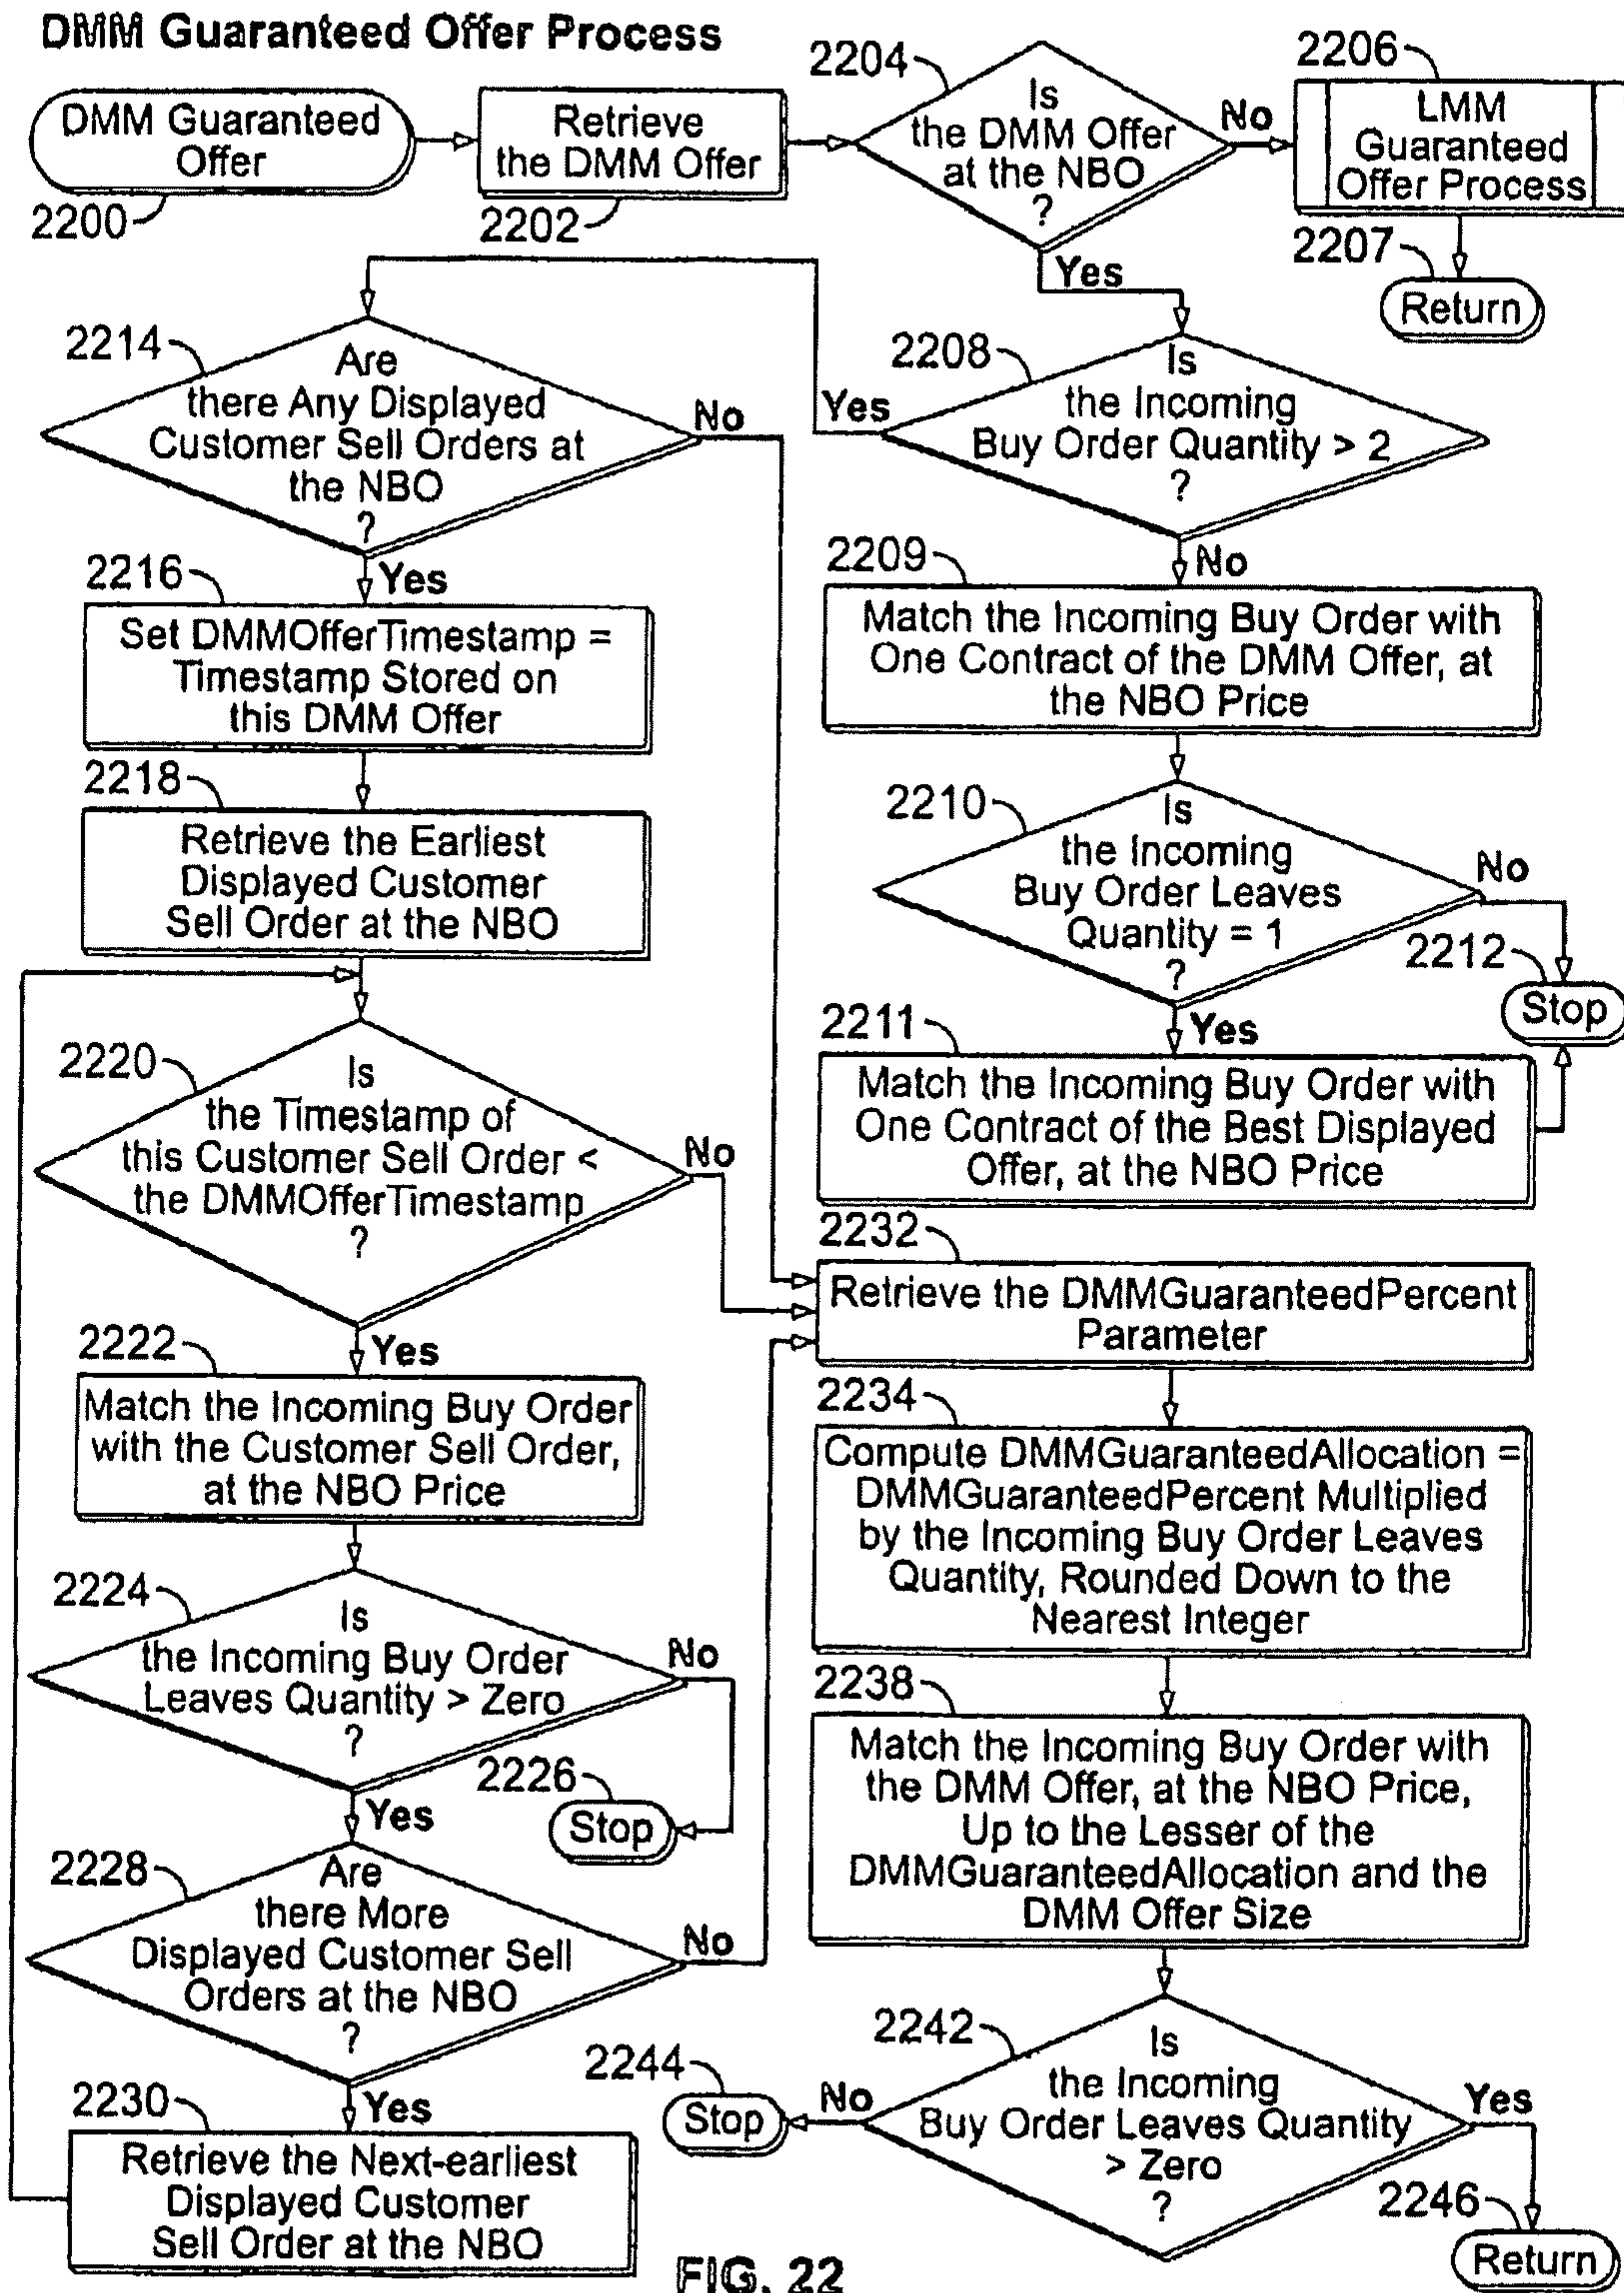 DMM Guaranteed Offer Process
DMM Guaranteed
Offer
2200
Retrieve
the DMM Offer
2202
2204
Is
the DMM Offer
at the NBO
?
No
Yes
2206
LMM
Guaranteed
Offer Process
2207
Return
2208
Is
the Incoming
Buy Order Quantity > 2
?
Yes
No
2209
Match the Incoming Buy Order with
One Contract of the DMM Offer, at
the NBO Price
2210
Is
the Incoming
Buy Order Leaves
Quantity = 1
?
No
Yes
2212
Stop
2211
Match the Incoming Buy Order with
One Contract of the Best Displayed
Offer, at the NBO Price
2214
Are
there Any Displayed
Customer Sell Orders at
the NBO
?
No
Yes
2216
Set DMMOfferTimestamp =
Timestamp Stored on
this DMM Offer
2218
Retrieve the Earliest
Displayed Customer
Sell Order at the NBO
2220
Is
the Timestamp of
this Customer Sell Order <
the DMMOfferTimestamp
?
No
Yes
2222
Match the Incoming Buy Order
with the Customer Sell Order,
at the NBO Price
2224
Is
the Incoming Buy Order
Leaves Quantity > Zero
?
No
Yes
2226
Stop
2228
Are
there More
Displayed Customer Sell
Orders at the NBO
?
No
Yes
2230
Retrieve the Next-earliest
Displayed Customer
Sell Order at the NBO
2232
Retrieve the DMMGuaranteedPercent
Parameter
2234
Compute DMMGuaranteedAllocation =
DMMGuaranteedPercent Multiplied
by the Incoming Buy Order Leaves
Quantity, Rounded Down to the
Nearest Integer
2238
Match the Incoming Buy Order with
the DMM Offer, at the NBO Price,
Up to the Lesser of the
DMMGuaranteedAllocation and the
DMM Offer Size
2242
Is
the Incoming
Buy Order Leaves Quantity
> Zero
?
No
Yes
2244
Stop
2246
Return
FIG. 22